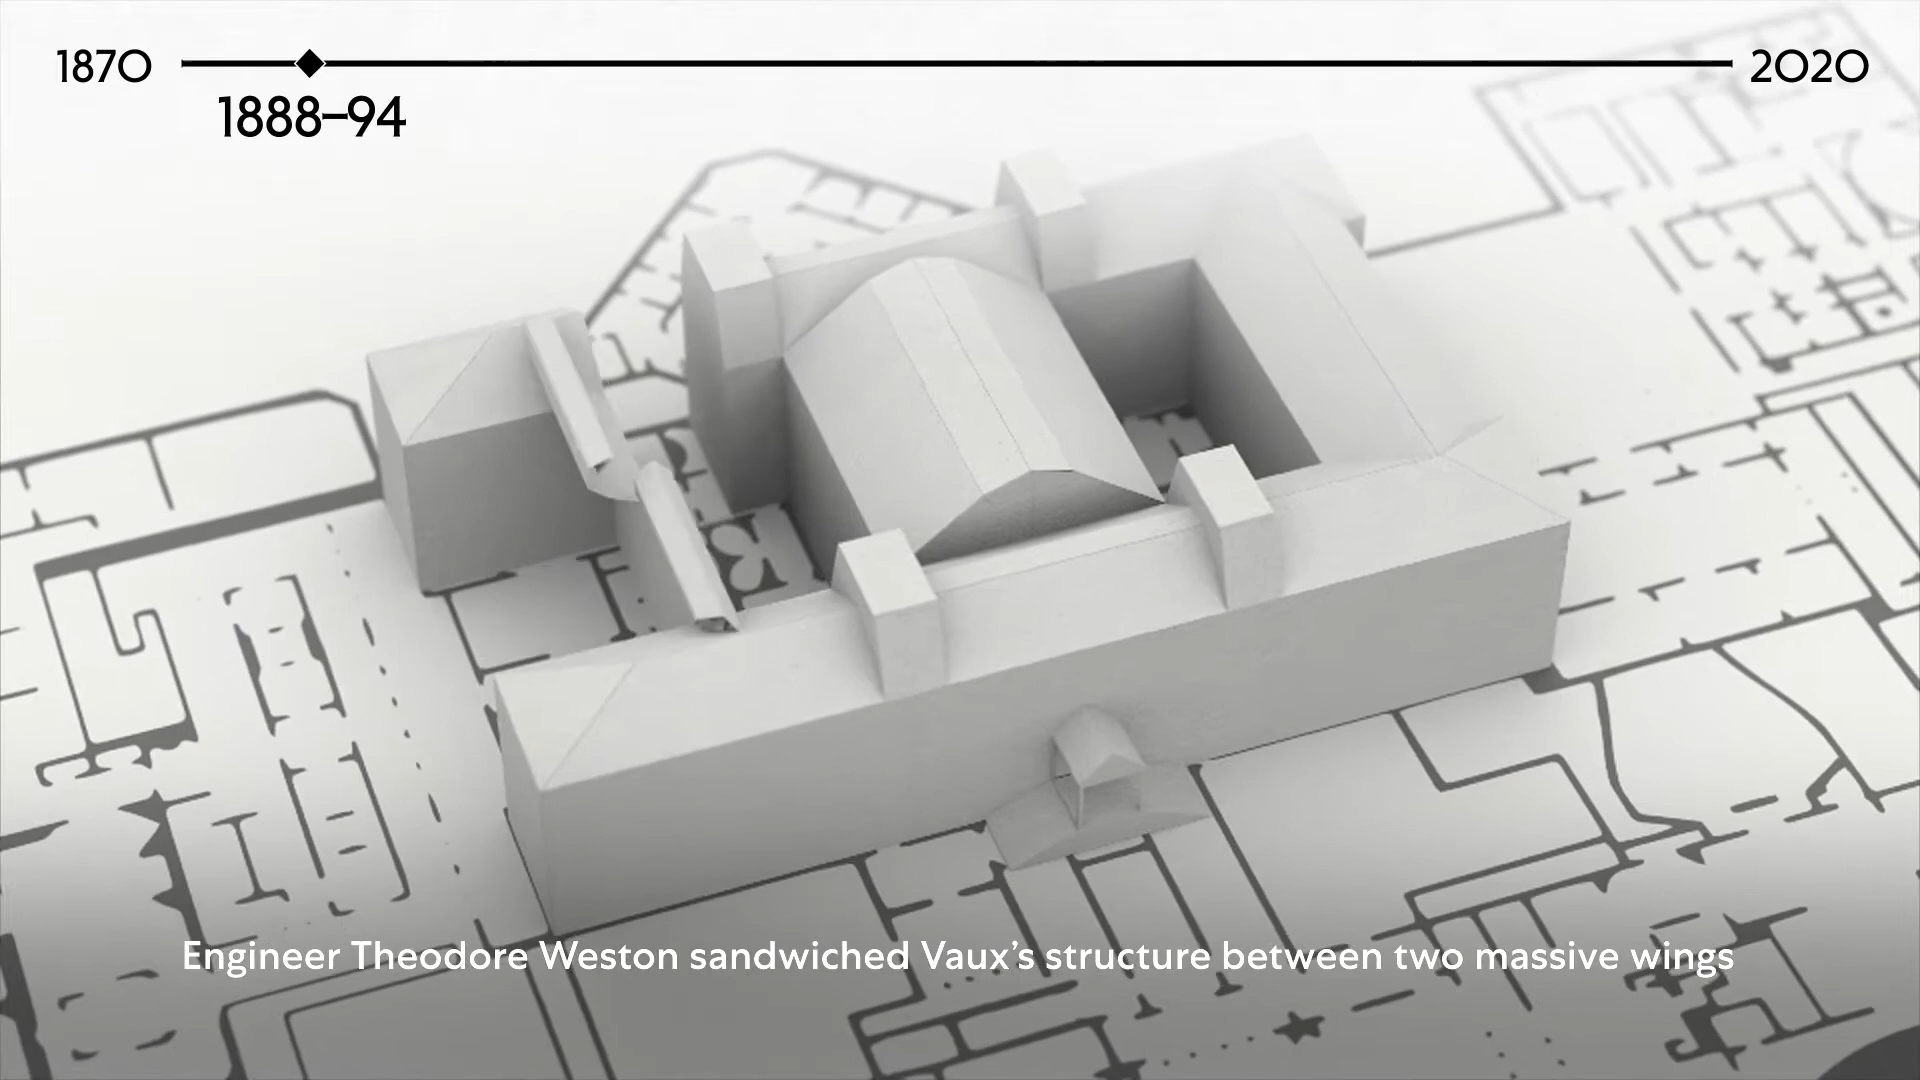 1870
2020
1888–94
Engineer Theodore Weston sandwiched Vaux's structure between two massive wings